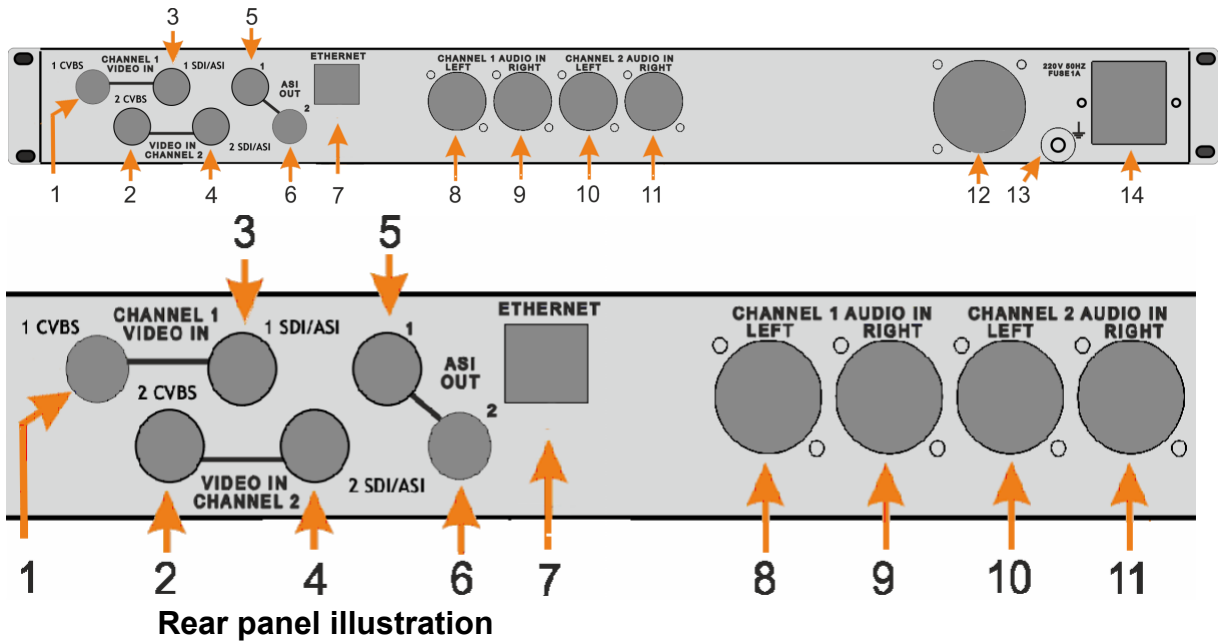 3
5
1 CVBS
CHANNEL 1
VIDEO IN
1 SDI/ASI
1
ASI
OUT
2
ETHERNET
2 CVBS
VIDEO IN
CHANNEL 2
2 SDI/ASI
CHANNEL 1 AUDIO IN
LEFT RIGHT
CHANNEL 2 AUDIO IN
LEFT RIGHT
220V 50HZ
FUSE1A
1 2 4 6 7 8 9 10 11 12 13 14
3
5
1 CVBS
CHANNEL 1
VIDEO IN
1 SDI/ASI
1
ASI
OUT
2
ETHERNET
2 CVBS
VIDEO IN
CHANNEL 2
2 SDI/ASI
CHANNEL 1 AUDIO IN
LEFT RIGHT
CHANNEL 2 AUDIO IN
LEFT RIGHT
1 2 4 6 7 8 9 10 11
Rear panel illustration